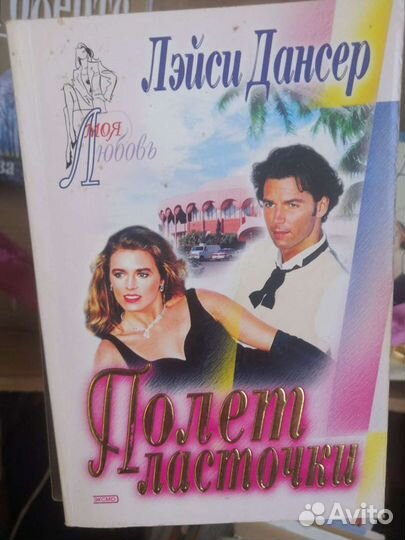 Лэйси Дансер
моя
Любовь
Полет
ласточки
ЭКСМО
Avito